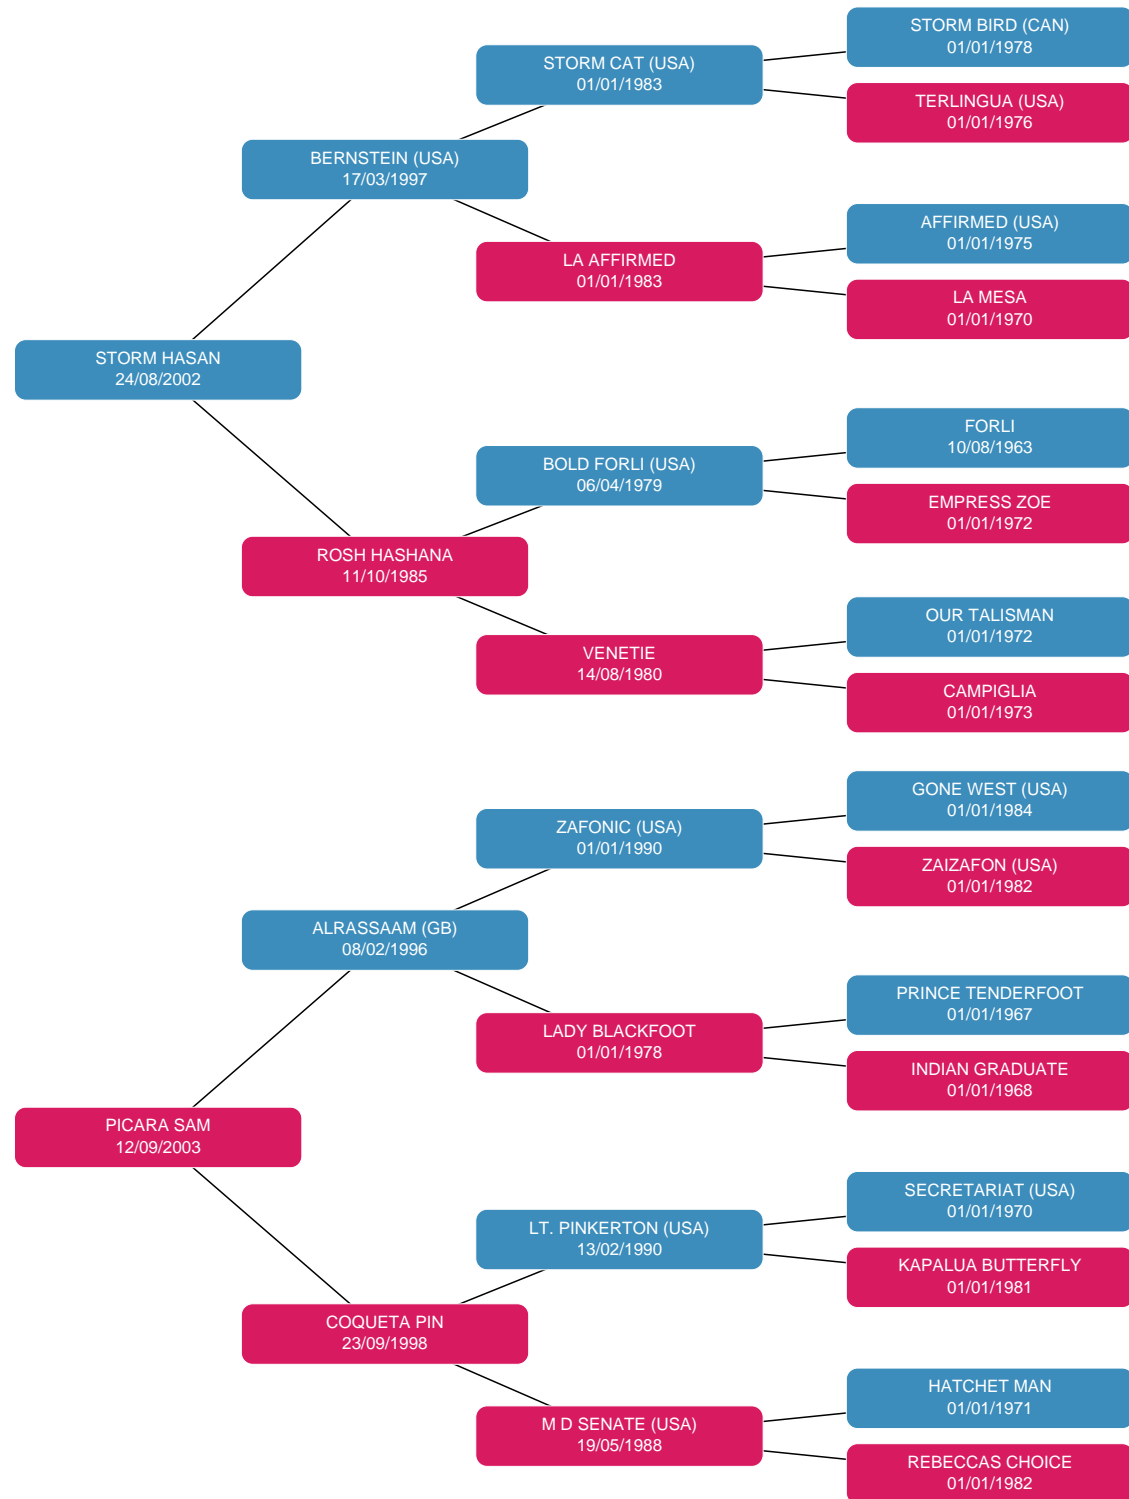 STORM BIRD (CAN)
01/01/1978
STORM CAT (USA)
01/01/1983
TERLINGUA (USA)
01/01/1976
BERNSTEIN (USA)
17/03/1997
AFFIRMED (USA)
01/01/1975
LA AFFIRMED
01/01/1983
LA MESA
01/01/1970
STORM HASAN
24/08/2002
FORLI
10/08/1963
BOLD FORLI (USA)
06/04/1979
EMPRESS ZOE
01/01/1972
ROSH HASHANA
11/10/1985
OUR TALISMAN
01/01/1972
VENETIE
14/08/1980
CAMPIGLIA
01/01/1973
GONE WEST (USA)
01/01/1984
ZAFONIC (USA)
01/01/1990
ZAIZAFON (USA)
01/01/1982
ALRASSAAM (GB)
08/02/1996
PRINCE TENDERFOOT
01/01/1967
LADY BLACKFOOT
01/01/1978
INDIAN GRADUATE
01/01/1968
PICARA SAM
12/09/2003
SECRETARIAT (USA)
01/01/1970
LT. PINKERTON (USA)
13/02/1990
KAPALUA BUTTERFLY
01/01/1981
COQUETA PIN
23/09/1998
HATCHET MAN
01/01/1971
M D SENATE (USA)
19/05/1988
REBECCAS CHOICE
01/01/1982